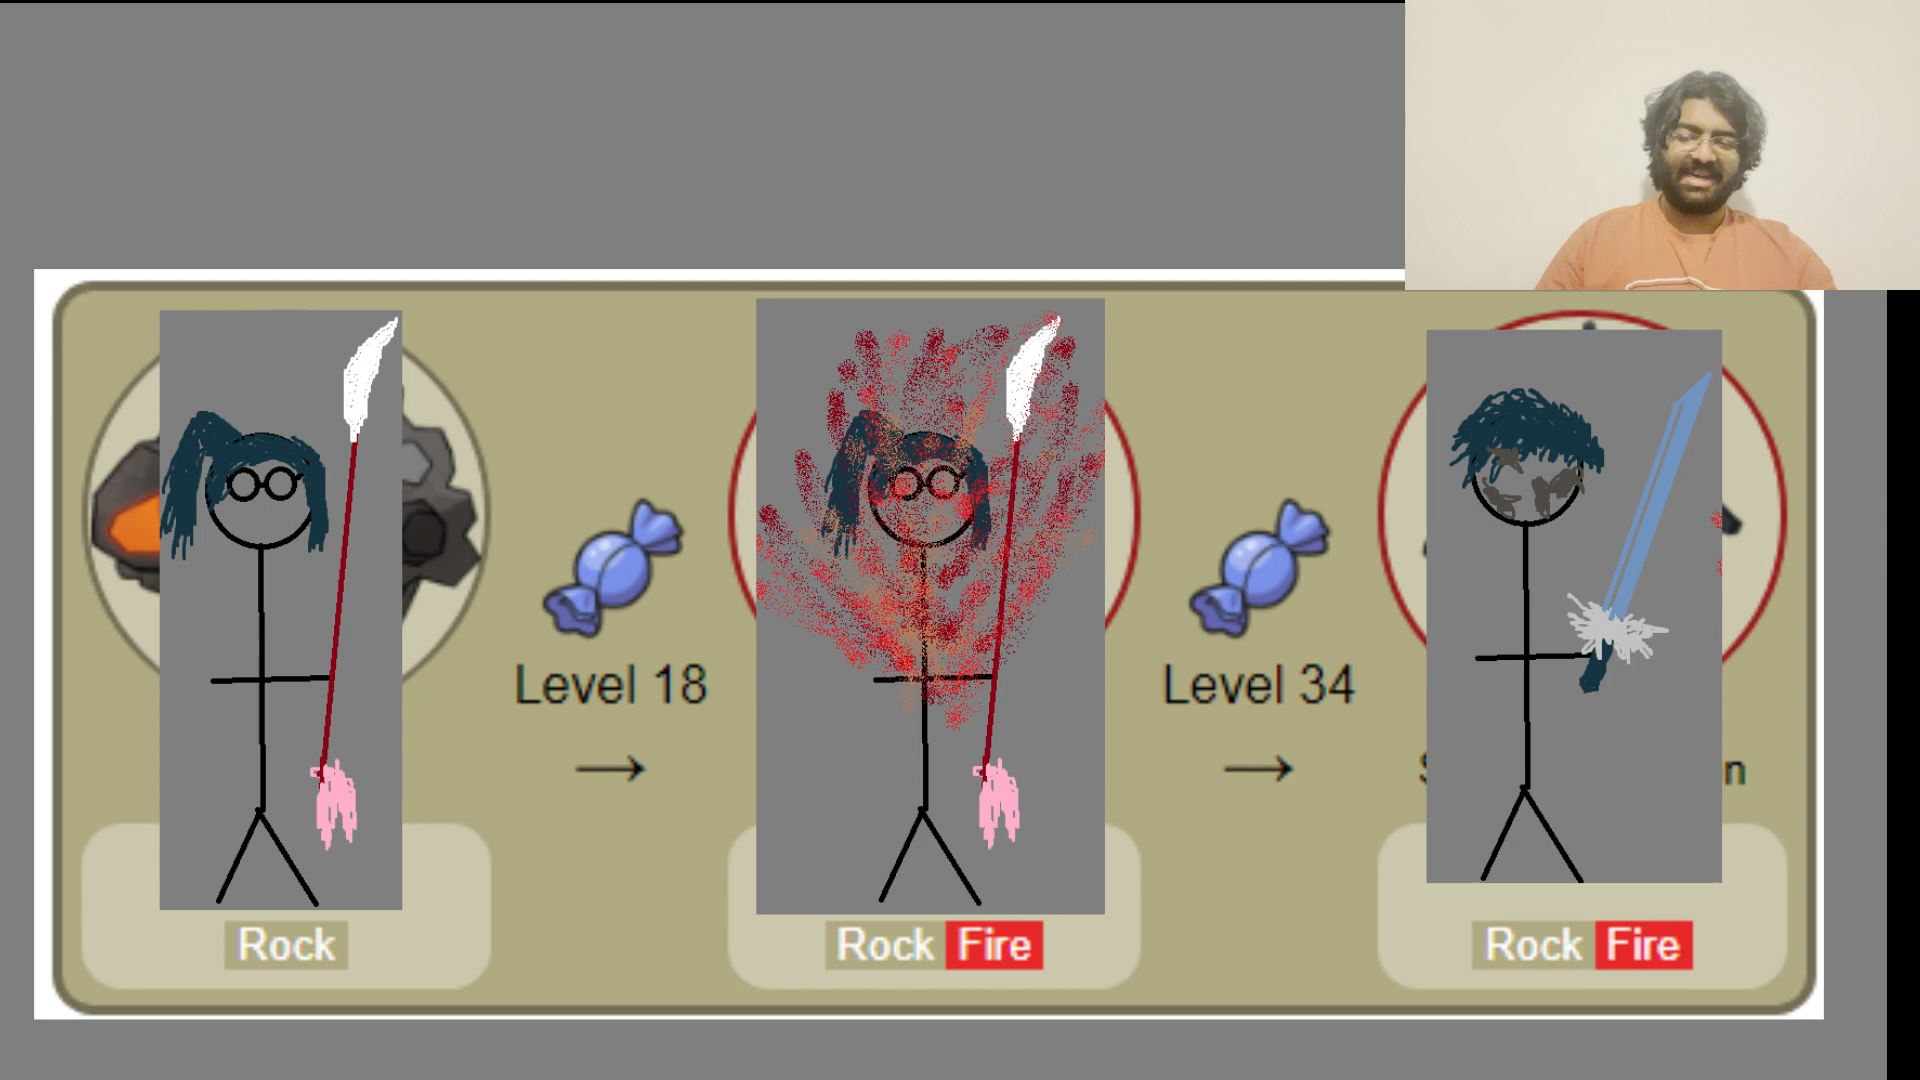 Level 18
→
Level 34
→
Rock
Rock Fire
Rock Fire